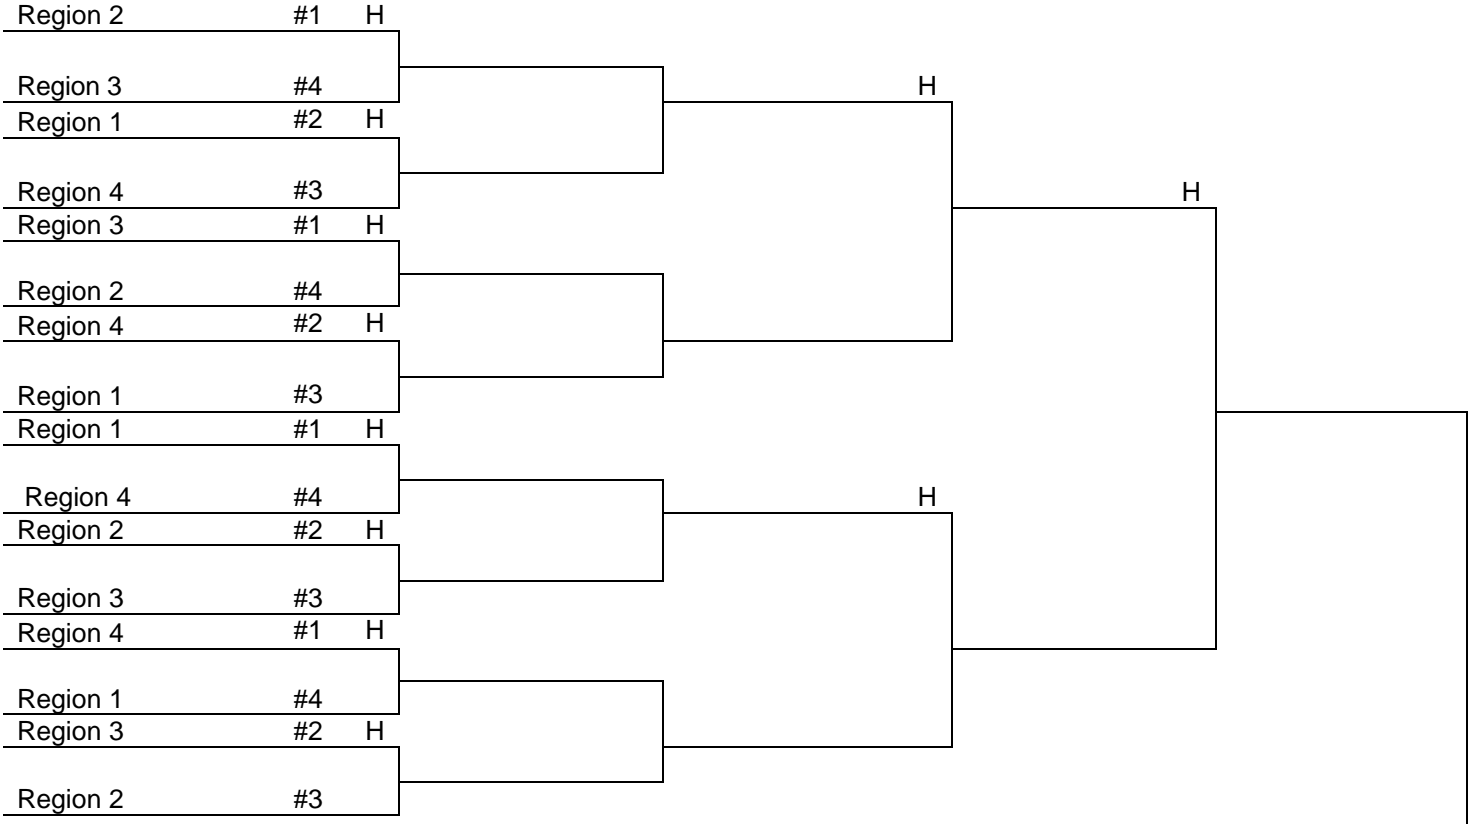 Region 2 #1 H
Region 3 #4 H
Region 1 #2 H
Region 4 #3 H
Region 3 #1 H
Region 2 #4
Region 4 #2 H
Region 1 #3
Region 1 #1 H
Region 4 #4 H
Region 2 #2 H
Region 3 #3
Region 4 #1 H
Region 1 #4
Region 3 #2 H
Region 2 #3